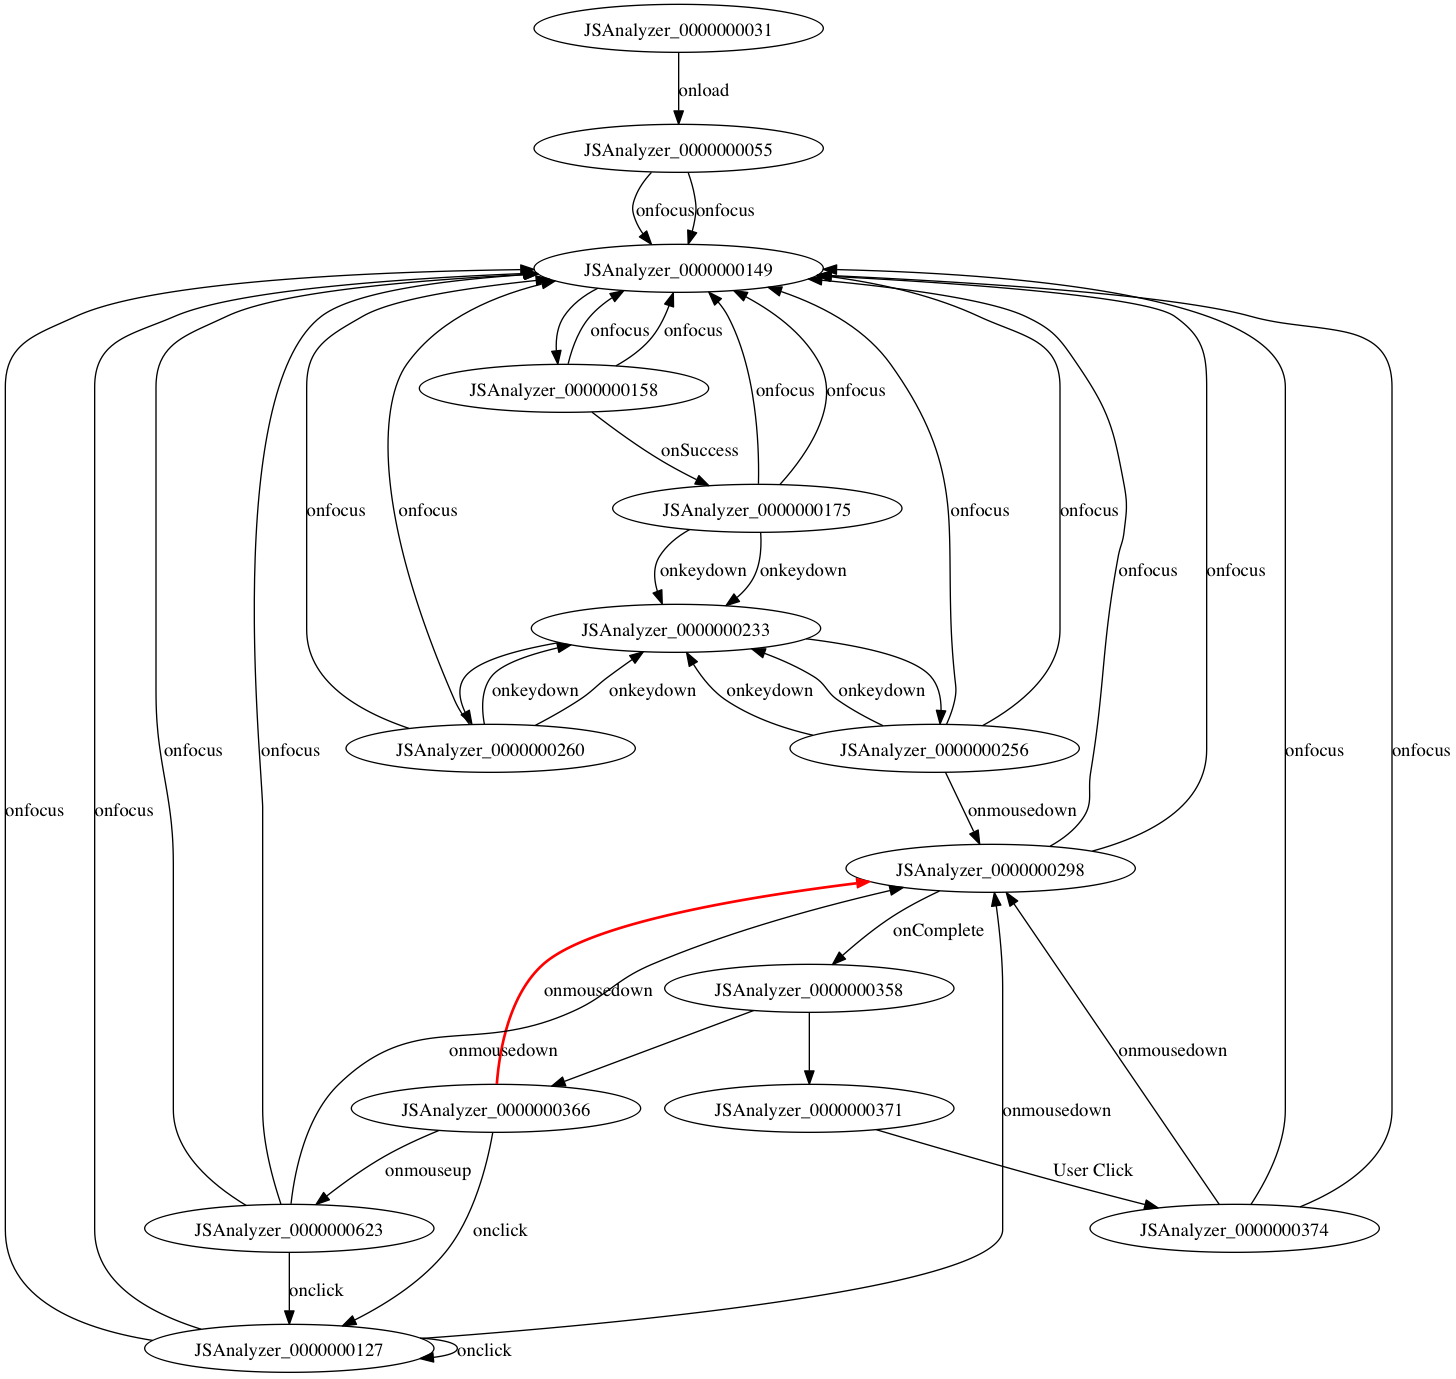 JSAnalyzer_0000000031
onload
JSAnalyzer_0000000055
onfocus
onfocus
JSAnalyzer_0000000149
onfocus
onfocus
JSAnalyzer_0000000158
onfocus
onfocus
onSuccess
onfocus
onfocus
JSAnalyzer_0000000175
onfocus
onfocus
onkeydown
onkeydown
onfocus
onfocus
JSAnalyzer_0000000233
onkeydown
onkeydown
onkeydown
onkeydown
onfocus
onfocus
JSAnalyzer_0000000260
JSAnalyzer_0000000256
onfocus
onfocus
onfocus
onfocus
onmousedown
JSAnalyzer_0000000298
onComplete
onmousedown
JSAnalyzer_0000000358
onmousedown
onmousedown
JSAnalyzer_0000000366
JSAnalyzer_0000000371
onmousedown
onmouseup
User Click
JSAnalyzer_0000000623
onclick
JSAnalyzer_0000000374
onclick
JSAnalyzer_0000000127
onclick